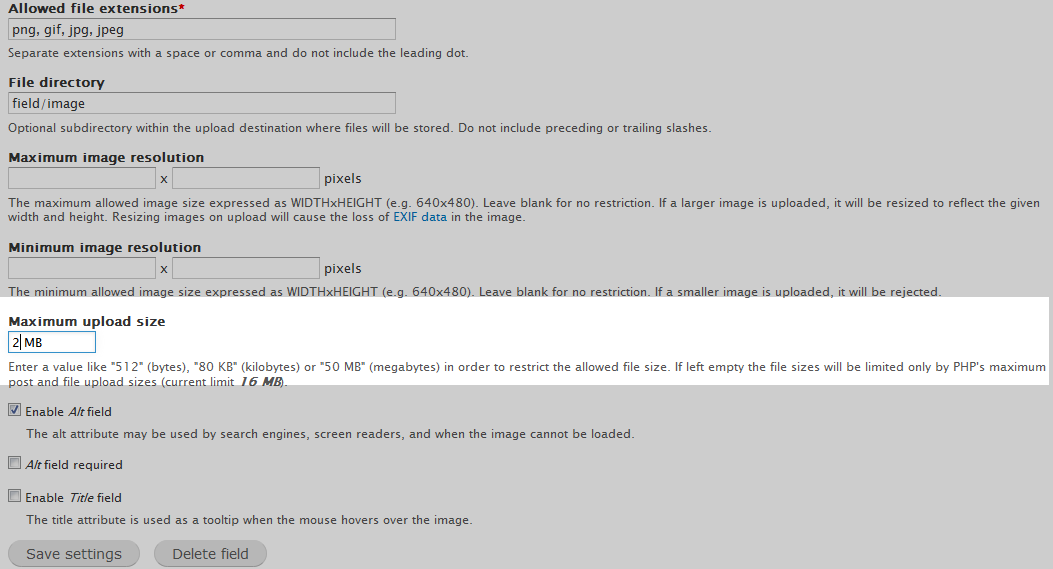 Allowed file extensions*
png, gif, jpg, jpeg
Separate extensions with a space or comma and do not include the leading dot.
File directory
field/image
Optional subdirectory within the upload destination where files will be stored. Do not include preceding or trailing slashes.
Maximum image resolution
x pixels
The maximum allowed image size expressed as WIDTHxHEIGHT (e.g. 640x480). Leave blank for no restriction. If a larger image is uploaded, it will be resized to reflect the given
width and height. Resizing images on upload will cause the loss of EXIF data in the image.
Minimum image resolution
x pixels
The minimum allowed image size expressed as WIDTHxHEIGHT (e.g. 640x480). Leave blank for no restriction. If a smaller image is uploaded, it will be rejected.
Maximum upload size
2 MB
Enter a value like "512" (bytes), "80 KB" (kilobytes) or "50 MB" (megabytes) in order to restrict the allowed file size. If left empty the file sizes will be limited only by PHP's maximum
post and file upload sizes (current limit 16 MB).
Enable Alt field
The alt attribute may be used by search engines, screen readers, and when the image cannot be loaded.
Alt field required
Enable Title field
The title attribute is used as a tooltip when the mouse hovers over the image.
Save settings Delete field